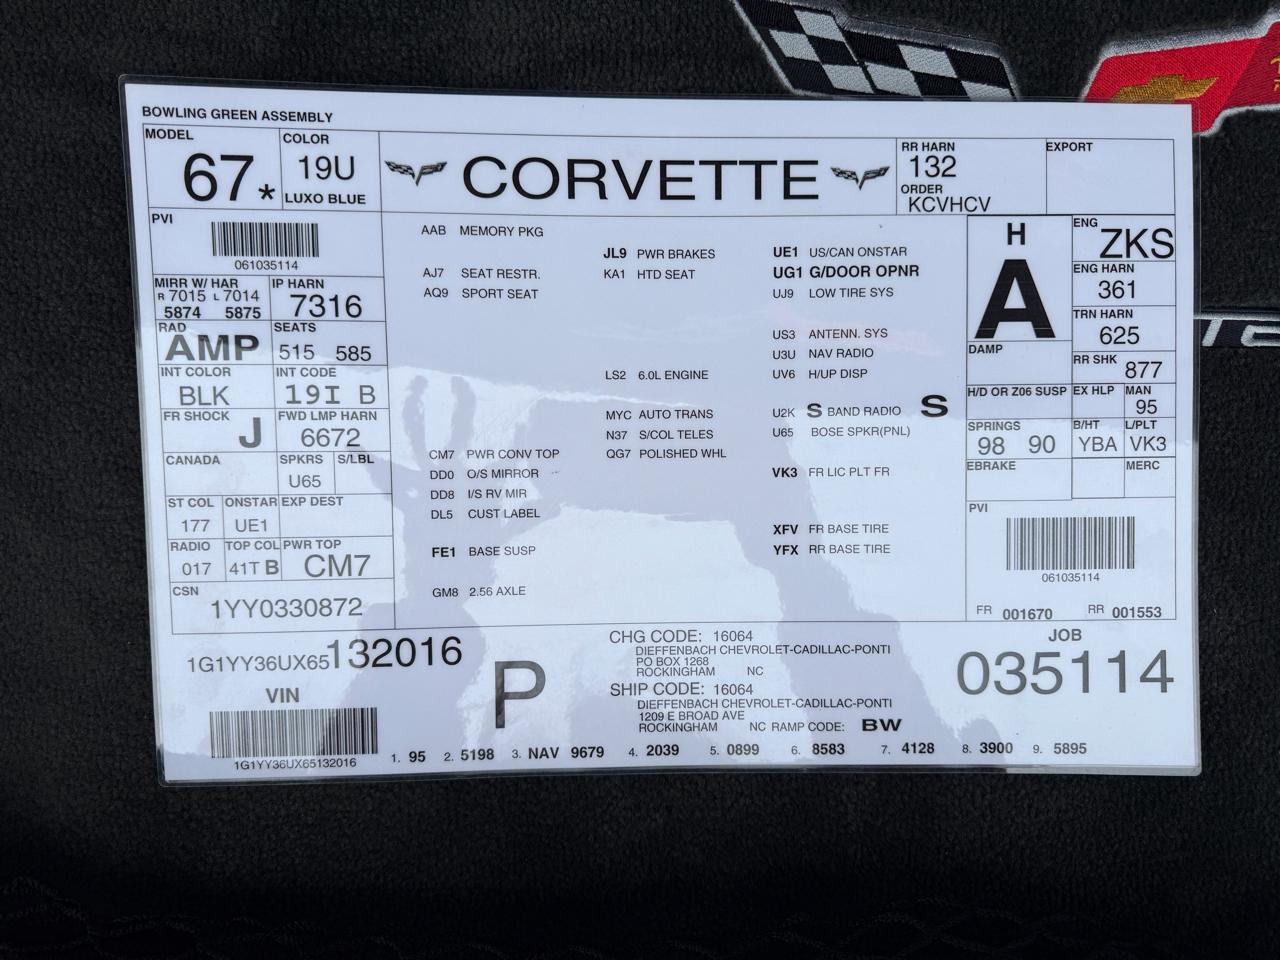 BOWLING GREEN ASSEMBLY
MODEL
67*
COLOR
19U
LUXO BLUE
CORVETTE
RR HARN
132
ORDER
KCVHCV
EXPORT
PVI
061035114
MIRR W/ HAR
R 7015 L 7014
5874 5875
IP HARN
7316
RAD
AMP
SEATS
515 585
INT COLOR
BLK
INT CODE
19I B
FR SHOCK
J
FWD LMP HARN
6672
CANADA
SPKRS
U65
S/LBL
ST COL
177
ONSTAR
UE1
EXP DEST
RADIO
017
TOP COL
41T B
PWR TOP
CM7
CSN
1YY0330872
AAB MEMORY PKG
AJ7 SEAT RESTR.
AQ9 SPORT SEAT
CM7 PWR CONV TOP
DD0 O/S MIRROR
DD8 I/S RV MIR
DL5 CUST LABEL
FE1 BASE SUSP
GM8 2.56 AXLE
JL9 PWR BRAKES
KA1 HTD SEAT
LS2 6.0L ENGINE
MYC AUTO TRANS
N37 S/COL TELES
QG7 POLISHED WHL
UE1 US/CAN ONSTAR
UG1 G/DOOR OPNR
UJ9 LOW TIRE SYS
US3 ANTENN. SYS
U3U NAV RADIO
UV6 H/UP DISP
U2K S BAND RADIO S
U65 BOSE SPKR(PNL)
VK3 FR LIC PLT FR
XFV FR BASE TIRE
YFX RR BASE TIRE
H
A
DAMP
ENG
ZKS
ENG HARN
361
TRN HARN
625
RR SHK
877
H/D OR Z06 SUSP
EX HLP
MAN
95
SPRINGS
98 90
B/HT
YBA
L/PLT
VK3
EBRAKE
MERC
PVI
061035114
FR 001670 RR 001553
1G1YY36UX65132016
VIN
1G1YY36UX65132016
P
CHG CODE: 16064
DIEFFENBACH CHEVROLET-CADILLAC-PONTI
PO BOX 1268
ROCKINGHAM NC
SHIP CODE: 16064
DIEFFENBACH CHEVROLET-CADILLAC-PONTI
1209 E BROAD AVE
ROCKINGHAM NC RAMP CODE: BW
JOB
035114
1. 95 2. 5198 3. NAV 9679 4. 2039 5. 0899 6. 8583 7. 4128 8. 3900 9. 5895